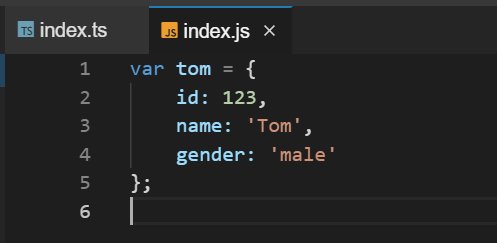 TS index.ts JS index.js ×
1 var tom = {
2 id: 123,
3 name: 'Tom',
4 gender: 'male'
5 };
6